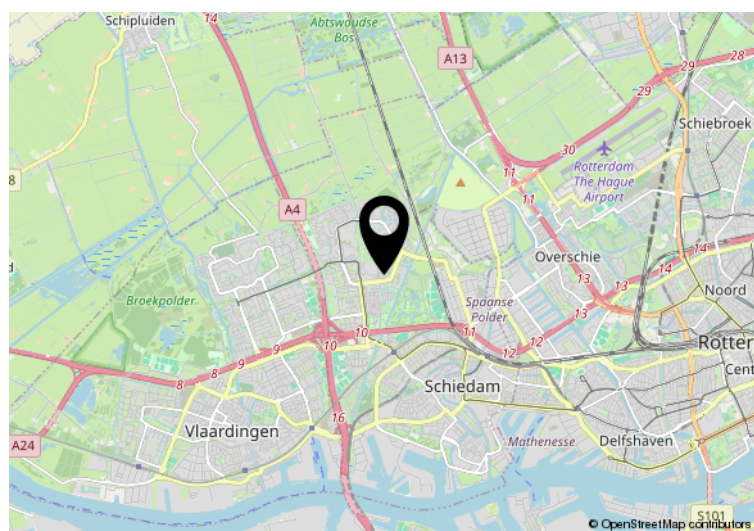 Schipluiden
14
Abtswoudse
Bos
A13
28
29
29
Schiebroek
30
Rotterdam
The Hague
Airport
8
11
11
A4
14
14
Overschie
13
13
Noord
Broekpolder
Spaanse
Polder
10
10
11
12
12
9
9
8
8
Rotter
Cent
Schiedam
16
Vlaardingen
A24
Mathenesse
Delfshaven
S101
© OpenStreetMap contributors